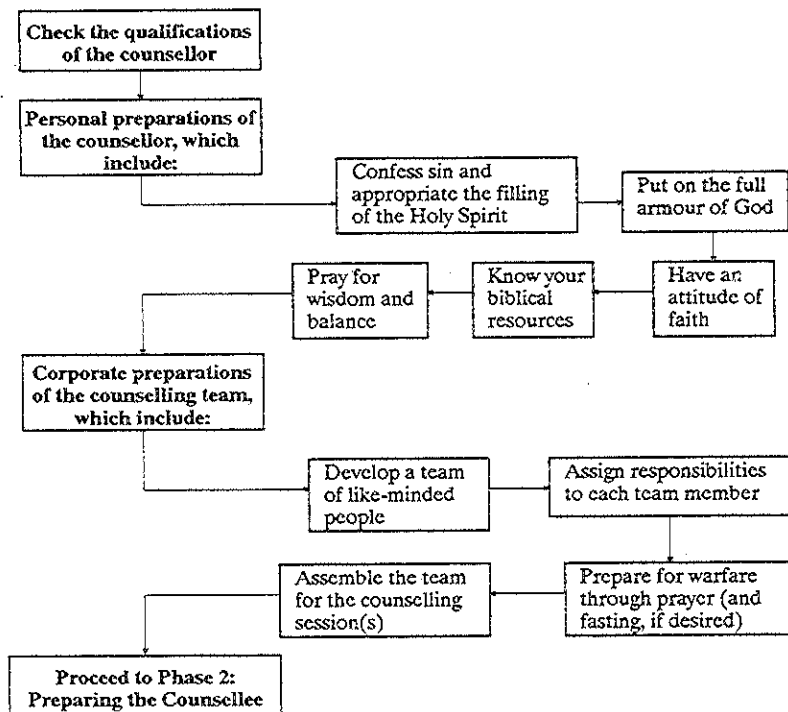 Check the qualifications
of the counsellor
Personal preparations of
the counsellor, which
include:
Confess sin and
appropriate the filling
of the Holy Spirit
Put on the full
armour of God
Have an
attitude of
faith
Know your
biblical
resources
Pray for
wisdom and
balance
Corporate preparations
of the counselling team,
which include:
Develop a team
of like-minded
people
Assign responsibilities
to each team member
Prepare for warfare
through prayer (and
fasting, if desired)
Assemble the team
for the counselling
session(s)
Proceed to Phase 2:
Preparing the Counsellee